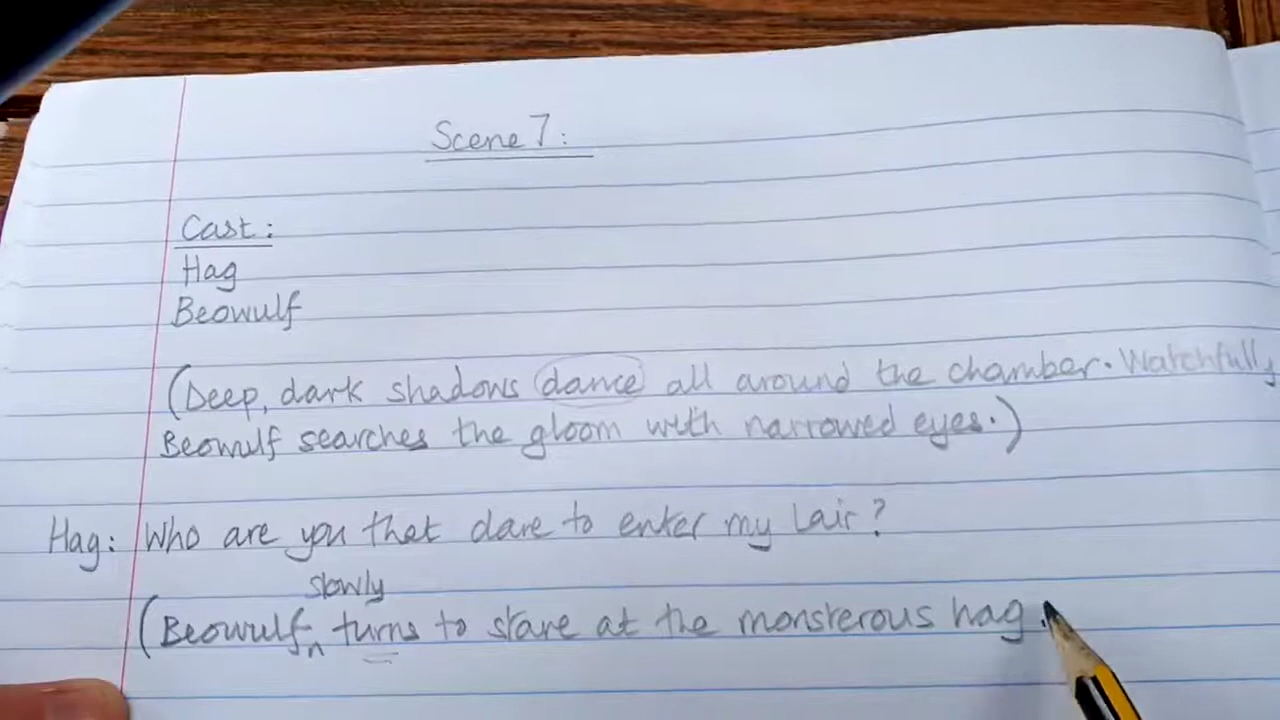 Scene 7:
Cast:
Hag
Beowulf
(Deep, dark shadows dance all around the chamber. Watchfully
Beowulf searches the gloom with narrowed eyes.)
Hag: Who are you that dare to enter my lair?
slowly
(Beowulf turns to stare at the monsterous hag.